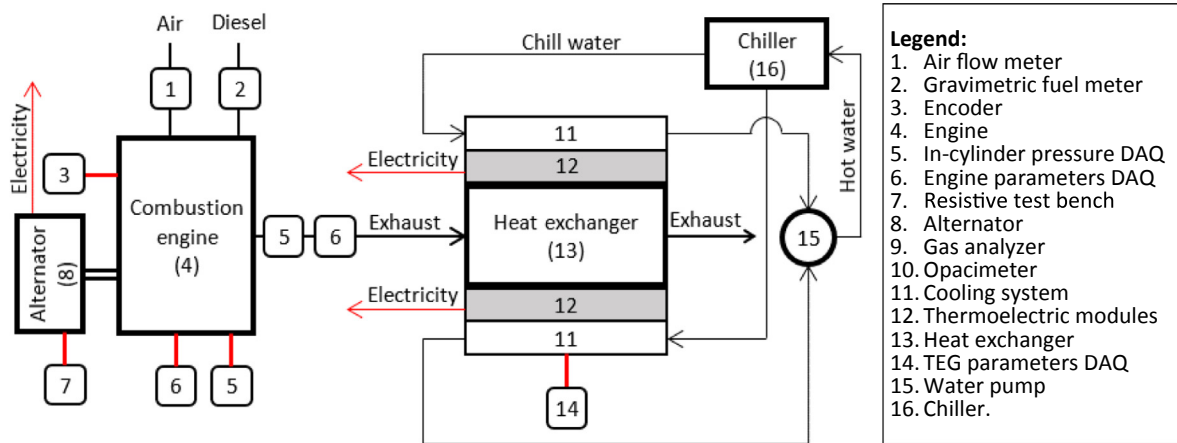 Air
Diesel
1
2
Electricity
3
Combustion
engine
(4)
Alternator
(8)
7
6
5
5
6
Exhaust
Chill water
Chiller
(16)
Hot water
11
Electricity
12
Heat exchanger
(13)
Exhaust
15
Electricity
12
11
14
Legend:
1. Air flow meter
2. Gravimetric fuel meter
3. Encoder
4. Engine
5. In-cylinder pressure DAQ
6. Engine parameters DAQ
7. Resistive test bench
8. Alternator
9. Gas analyzer
10. Opacimeter
11. Cooling system
12. Thermoelectric modules
13. Heat exchanger
14. TEG parameters DAQ
15. Water pump
16. Chiller.